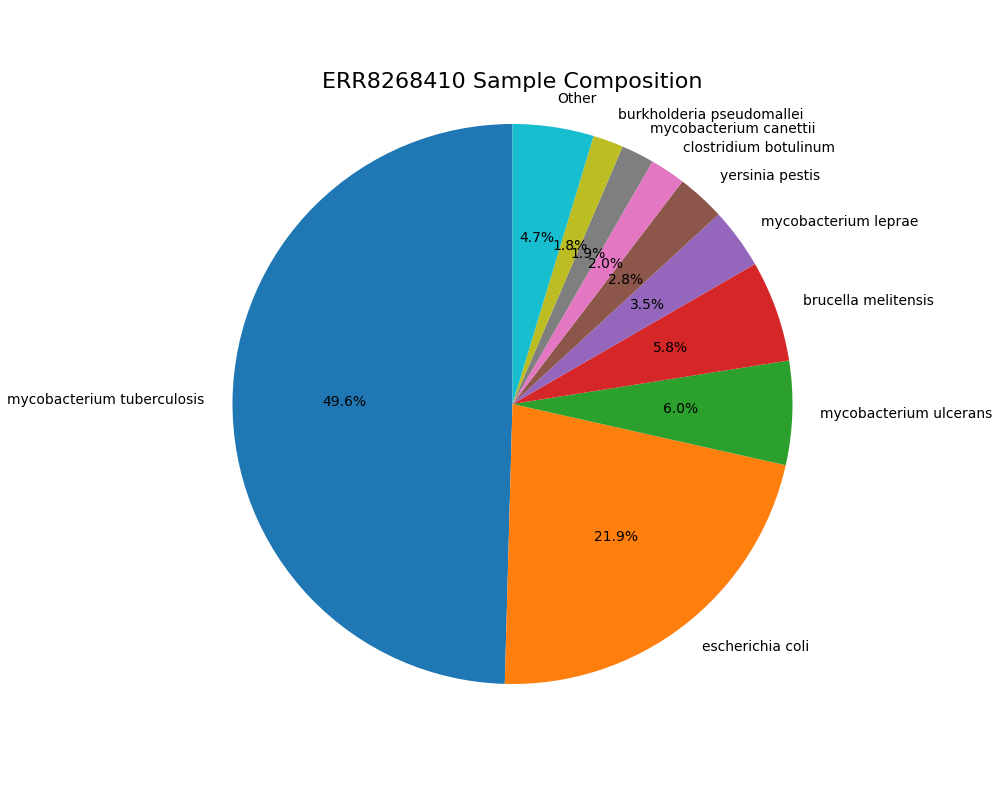 ERR8268410 Sample Composition
Other
burkholderia pseudomallei
mycobacterium canettii
clostridium botulinum
yersinia pestis
mycobacterium leprae
brucella melitensis
mycobacterium ulcerans
escherichia coli
mycobacterium tuberculosis
4.7%
1.8%
1.9%
2.0%
2.8%
3.5%
5.8%
6.0%
21.9%
49.6%